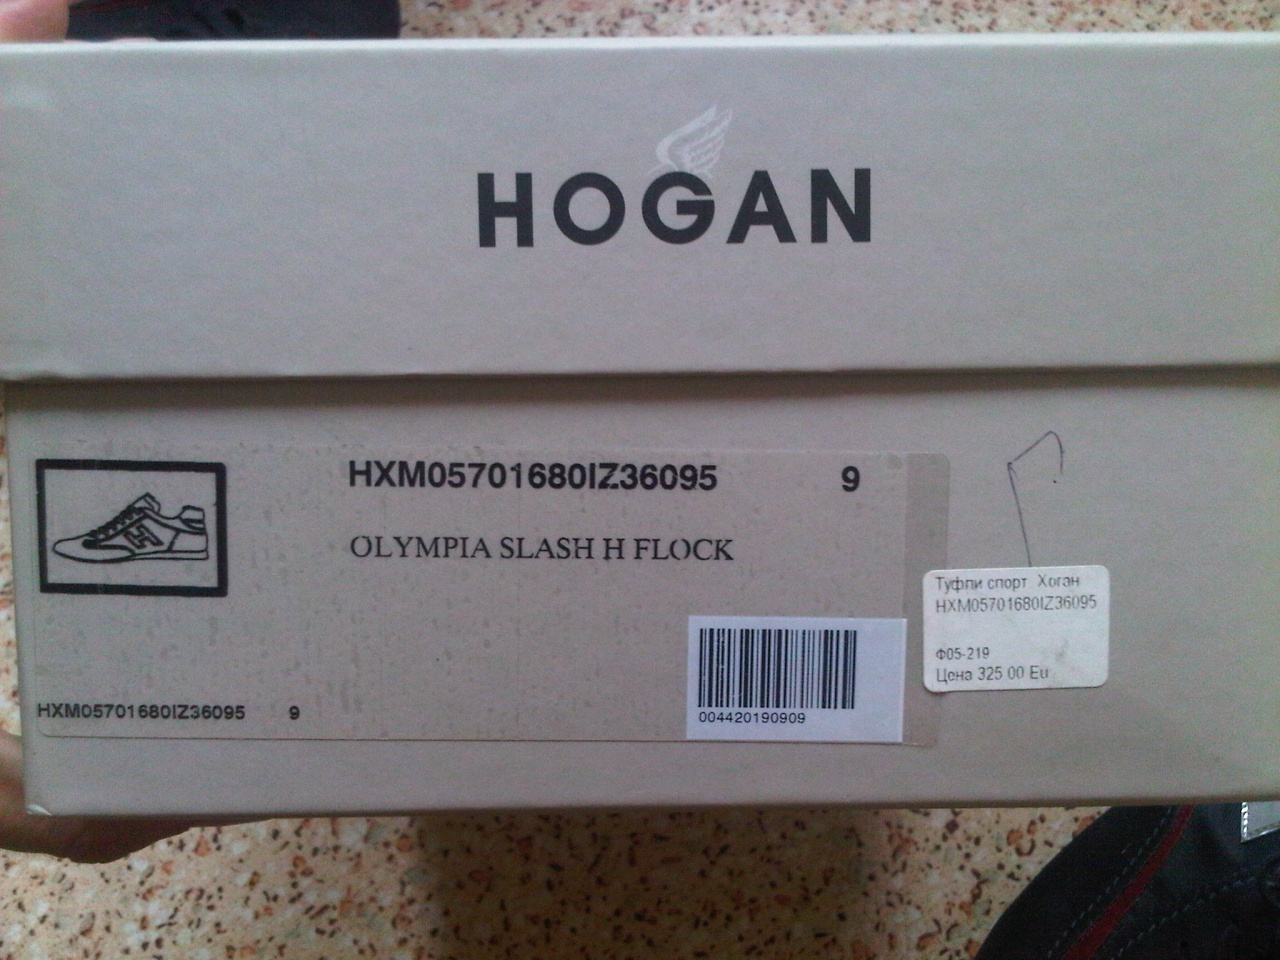 HOGAN
HXM05701680IZ36095 9
OLYMPIA SLASH H FLOCK
H
HXM05701680IZ36095 9
004420190909
Туфли спорт Хоган
HXM05701680IZ36095
Ф05-219
Цена 325 00 Eu